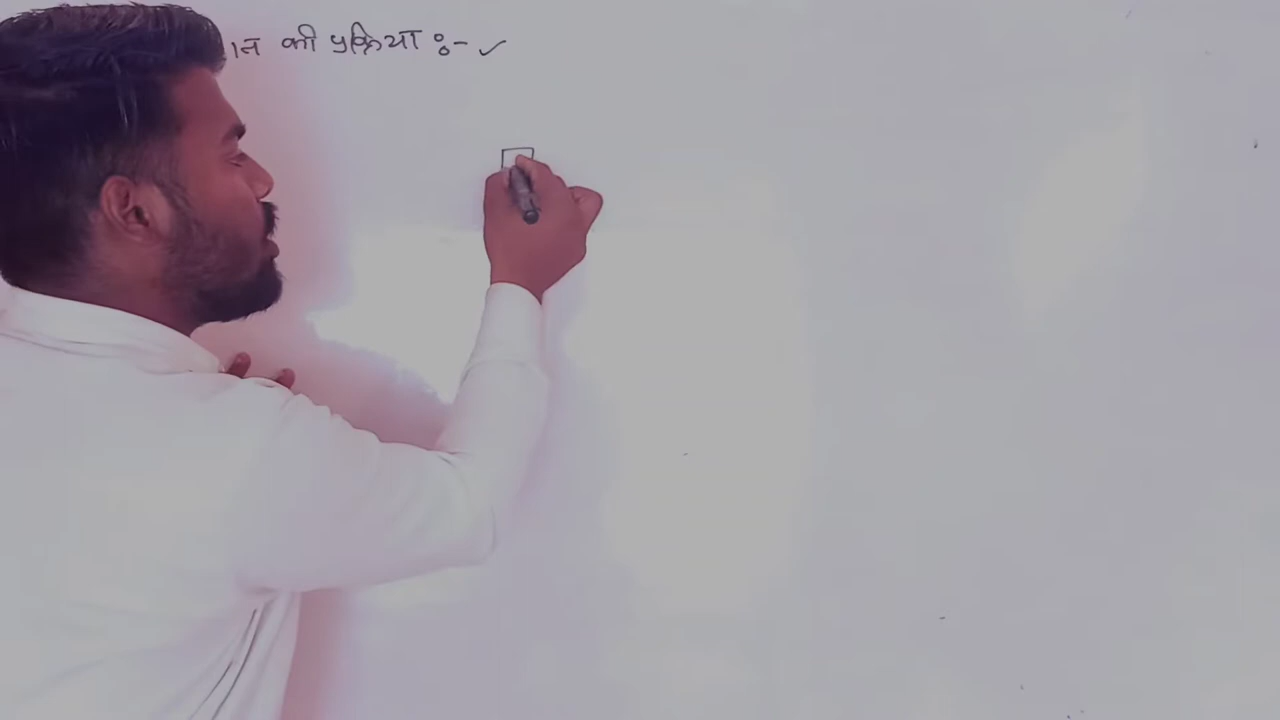 की प्रक्रिया :- ✓